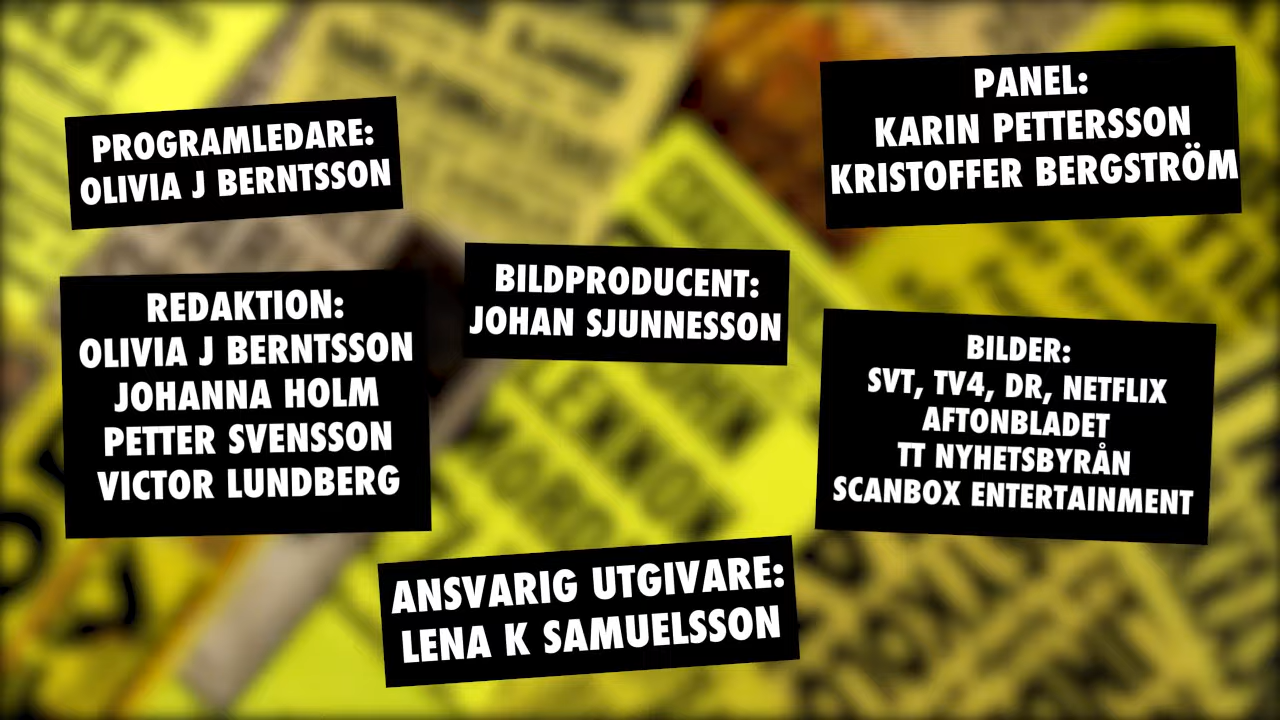 PROGRAMLEDARE:
OLIVIA J BERNTSSON
PANEL:
KARIN PETTERSSON
KRISTOFFER BERGSTRÖM
REDAKTION:
OLIVIA J BERNTSSON
JOHANNA HOLM
PETTER SVENSSON
VICTOR LUNDBERG
BILDPRODUCENT:
JOHAN SJUNNESSON
BILDER:
SVT, TV4, DR, NETFLIX
AFTONBLADET
TT NYHETSBYRÅN
SCANBOX ENTERTAINMENT
ANSVARIG UTGIVARE:
LENA K SAMUELSSON